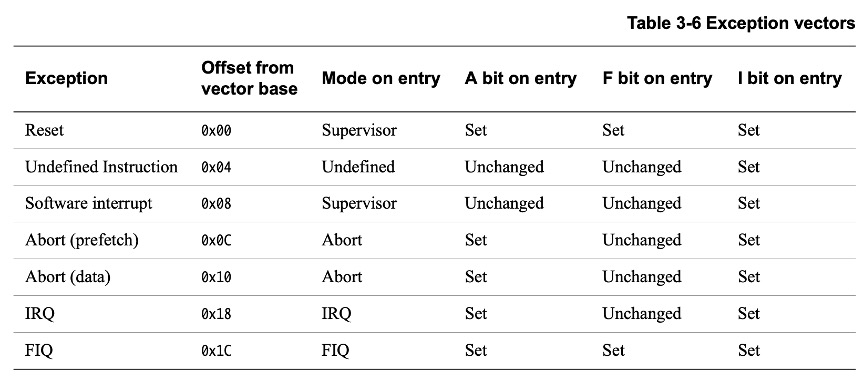 Table 3-6 Exception vectors
Exception Offset from vector base Mode on entry A bit on entry F bit on entry I bit on entry
Reset 0x00 Supervisor Set Set Set
Undefined Instruction 0x04 Undefined Unchanged Unchanged Set
Software interrupt 0x08 Supervisor Unchanged Unchanged Set
Abort (prefetch) 0x0C Abort Set Unchanged Set
Abort (data) 0x10 Abort Set Unchanged Set
IRQ 0x18 IRQ Set Unchanged Set
FIQ 0x1C FIQ Set Set Set